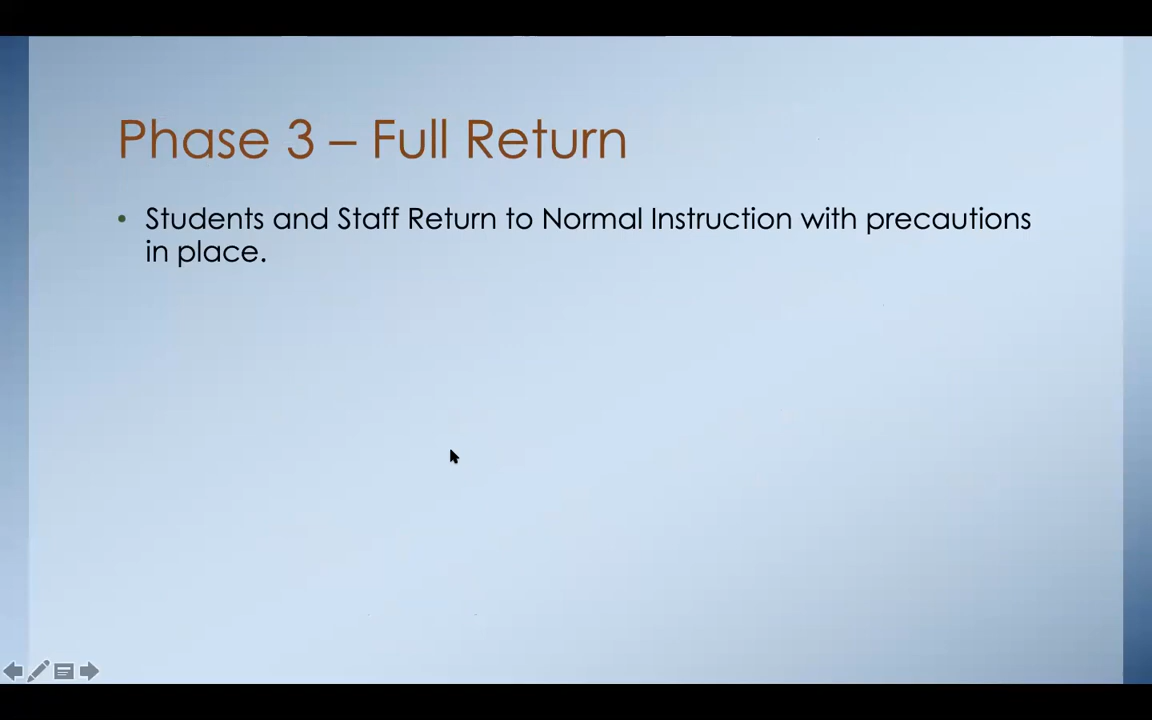 Phase 3 – Full Return
• Students and Staff Return to Normal Instruction with precautions
in place.